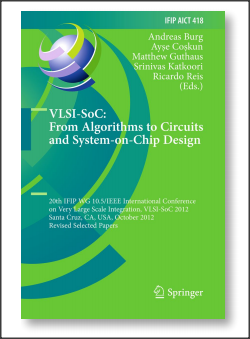 IFIP AICT 418
Andreas Burg
Ayşe Coşkun
Matthew Guthaus
Srinivas Katkoori
Ricardo Reis
(Eds.)
VLSI-SoC:
From Algorithms to Circuits
and System-on-Chip Design
20th IFIP WG 10.5/IEEE International Conference
on Very Large Scale Integration, VLSI-SoC 2012
Santa Cruz, CA, USA, October 2012
Revised Selected Papers
Springer